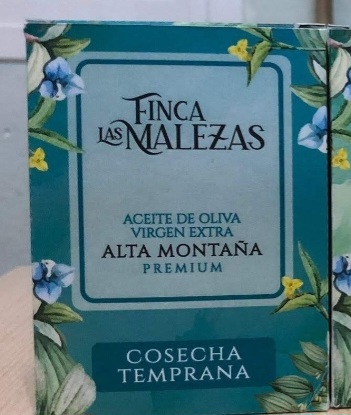 FINCA
LAS MALEZAS
ACEITE DE OLIVA
VIRGEN EXTRA
ALTA MONTAÑA
PREMIUM
COSECHA
TEMPRANA